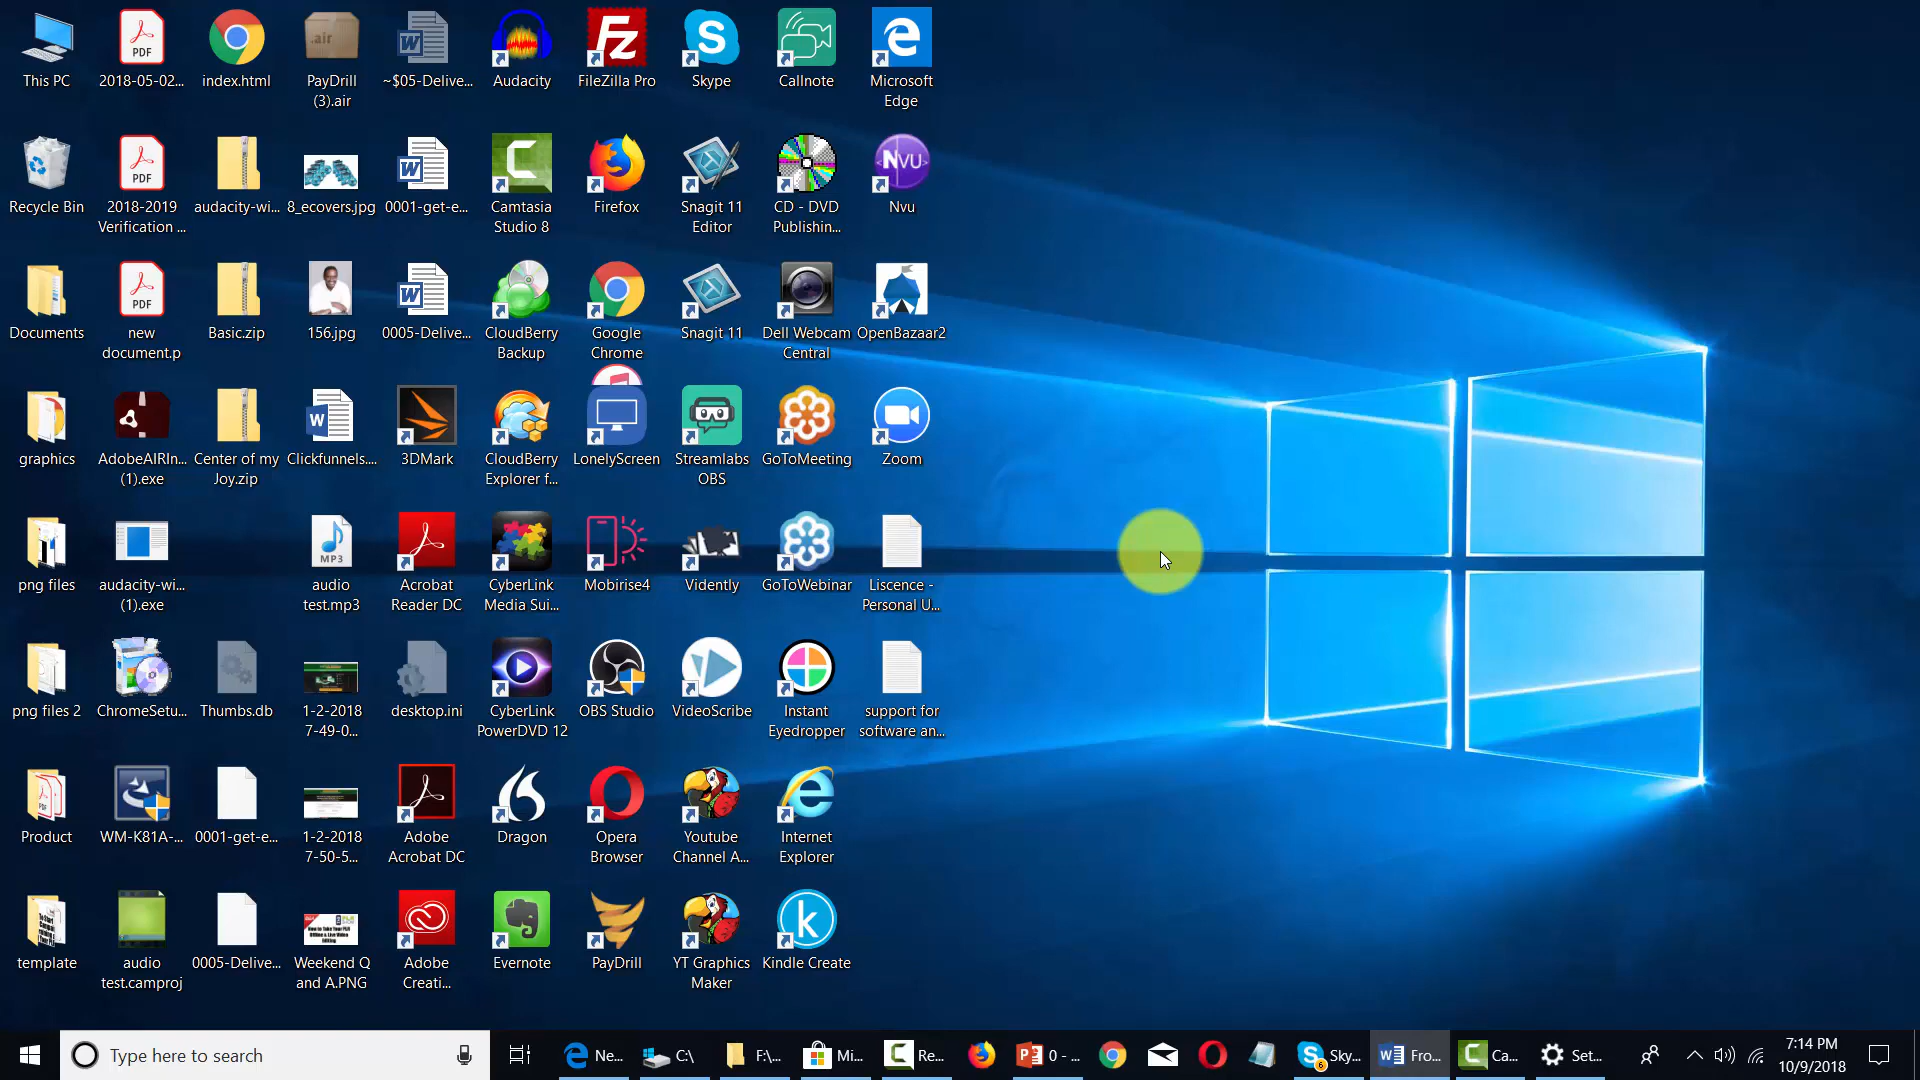 This PC
2018-05-02...
index.html
PayDrill
(3).air
~$05-Delive...
Audacity
FileZilla Pro
Skype
Callnote
Microsoft
Edge
Recycle Bin
2018-2019
Verification ...
audacity-wi...
8_ecovers.jpg
0001-get-e...
Camtasia
Studio 8
Firefox
Snagit 11
Editor
CD - DVD
Publishin...
Nvu
Documents
new
document.p
Basic.zip
156.jpg
0005-Delive...
CloudBerry
Backup
Google
Chrome
Snagit 11
Dell Webcam
Central
OpenBazaar2
graphics
AdobeAIRIn...
(1).exe
Center of my
Joy.zip
Clickfunnels....
3DMark
CloudBerry
Explorer f...
LonelyScreen
Streamlabs
OBS
GoToMeeting
Zoom
png files
audacity-wi...
(1).exe
audio
test.mp3
Acrobat
Reader DC
CyberLink
Media Sui...
Mobirise4
Vidently
GoToWebinar
Liscence -
Personal U...
png files 2
ChromeSetu...
Thumbs.db
1-2-2018
7-49-0...
desktop.ini
CyberLink
PowerDVD 12
OBS Studio
VideoScribe
Instant
Eyedropper
support for
software an...
Product
WM-K81A-...
0001-get-e...
1-2-2018
7-50-5...
Adobe
Acrobat DC
Dragon
Opera
Browser
Youtube
Channel A...
Internet
Explorer
template
audio
test.camproj
0005-Delive...
Weekend Q
and A.PNG
Adobe
Creati...
Evernote
PayDrill
YT Graphics
Maker
Kindle Create
Type here to search
Ne...
C:\
F:\...
Mi...
Re...
0 - ...
Sky...
Fro...
Ca...
Set...
7:14 PM
10/9/2018